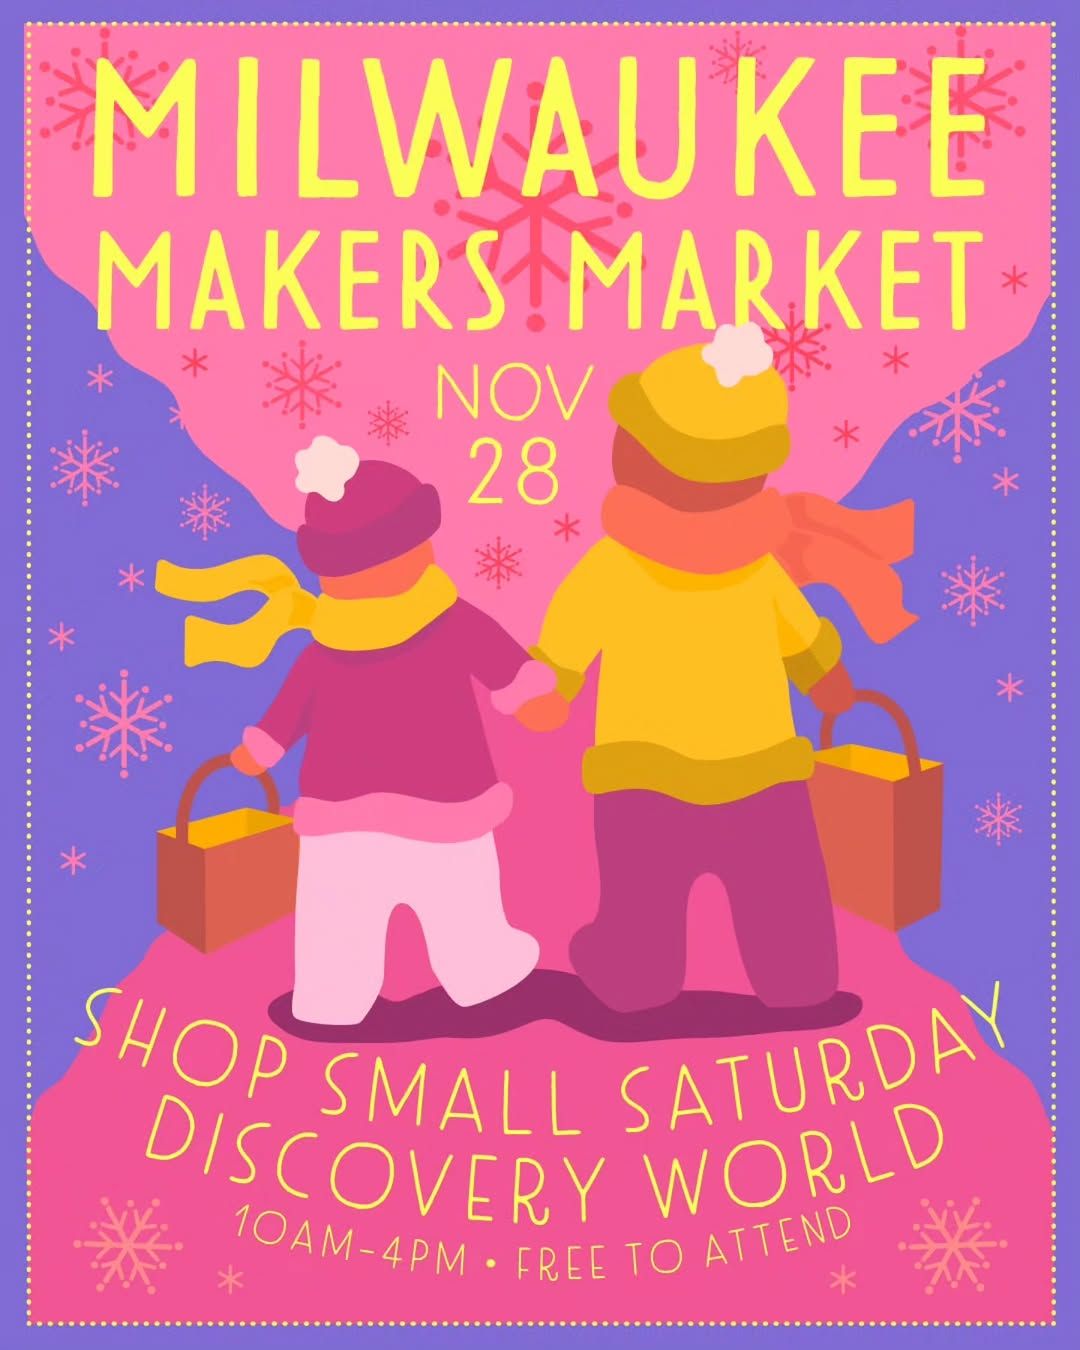 MILWAUKEE
MAKERS MARKET
NOV
28
SHOP SMALL SATURDAY
DISCOVERY WORLD
10AM-4PM • FREE TO ATTEND